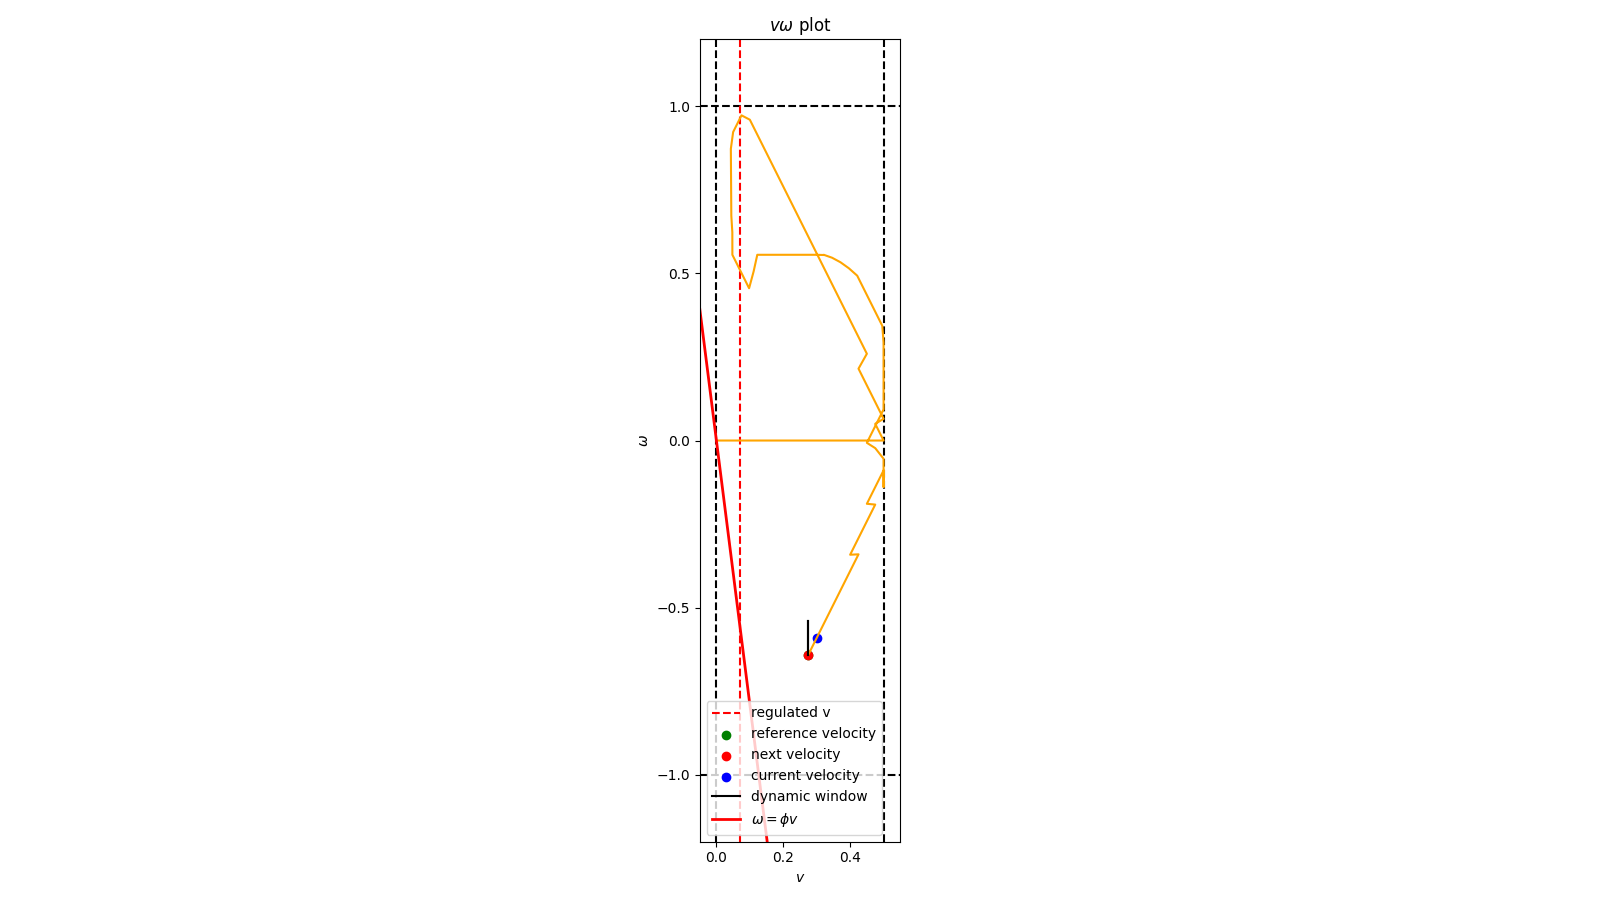 vω plot
1.0
0.5
0.0
−0.5
−1.0
ω
regulated v
reference velocity
next velocity
current velocity
dynamic window
ω = ϕv
0.0 0.2 0.4
v